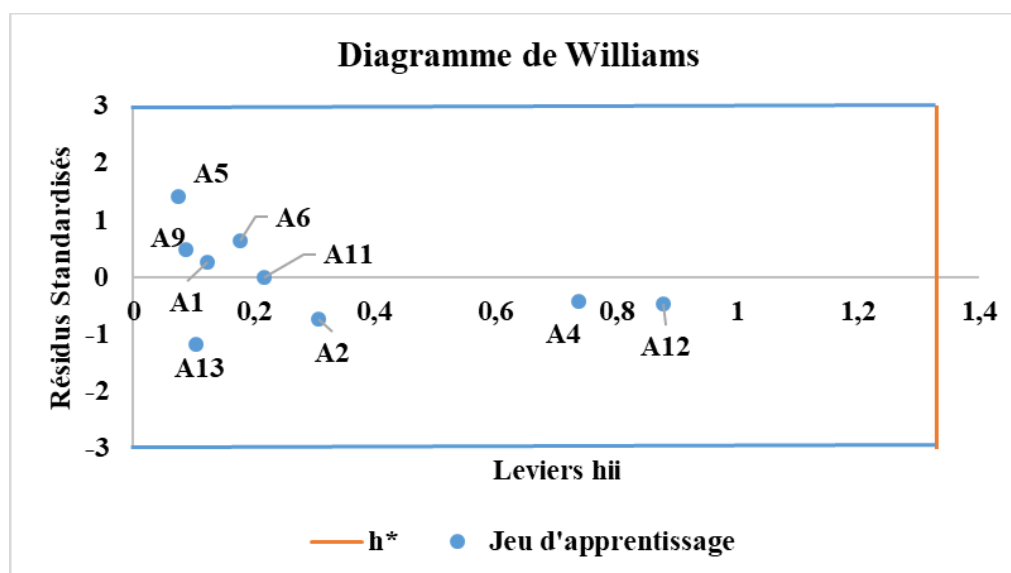 Diagramme de Williams
Résidus Standardisés
3
2
1
0
-1
-2
-3
A5
A6
A9
A11
A1
0 0,2 0,4 0,6 0,8 1 1,2 1,4
A4
A2
A12
A13
Leviers hii
h* Jeu d'apprentissage